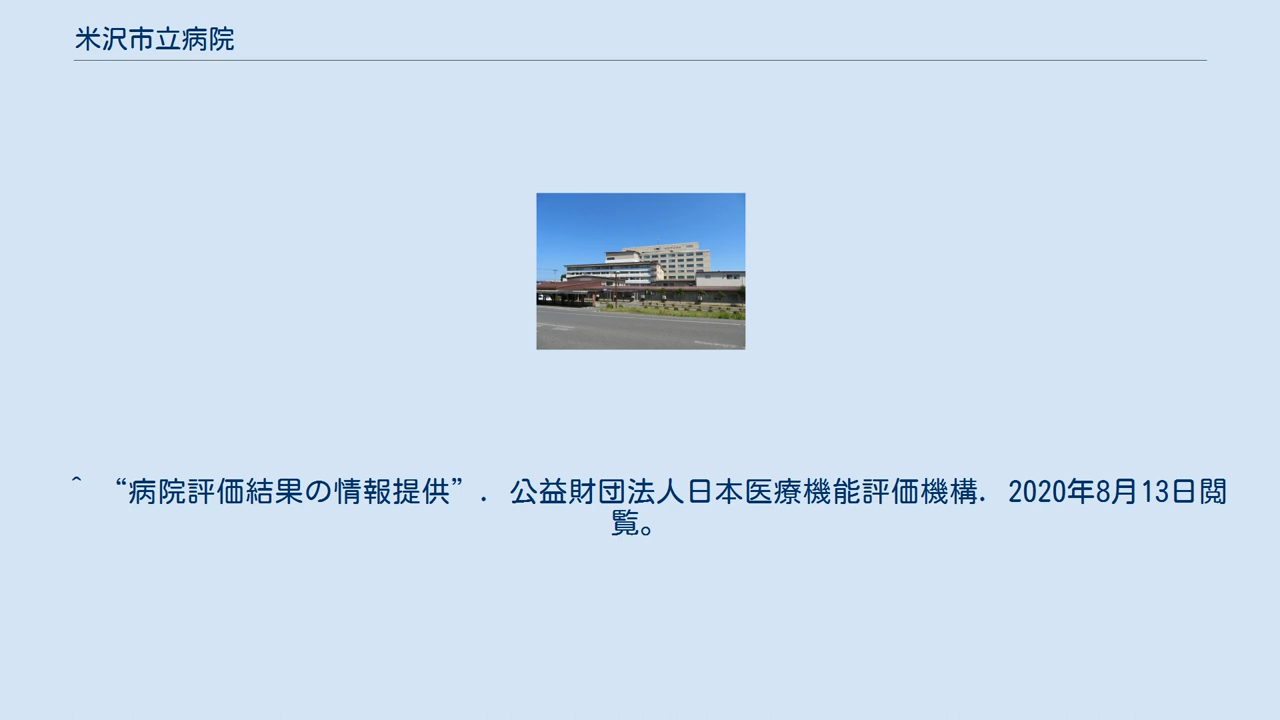 米沢市立病院
^ “病院評価結果の情報提供”. 公益財団法人日本医療機能評価機構. 2020年8月13日閲
覧。